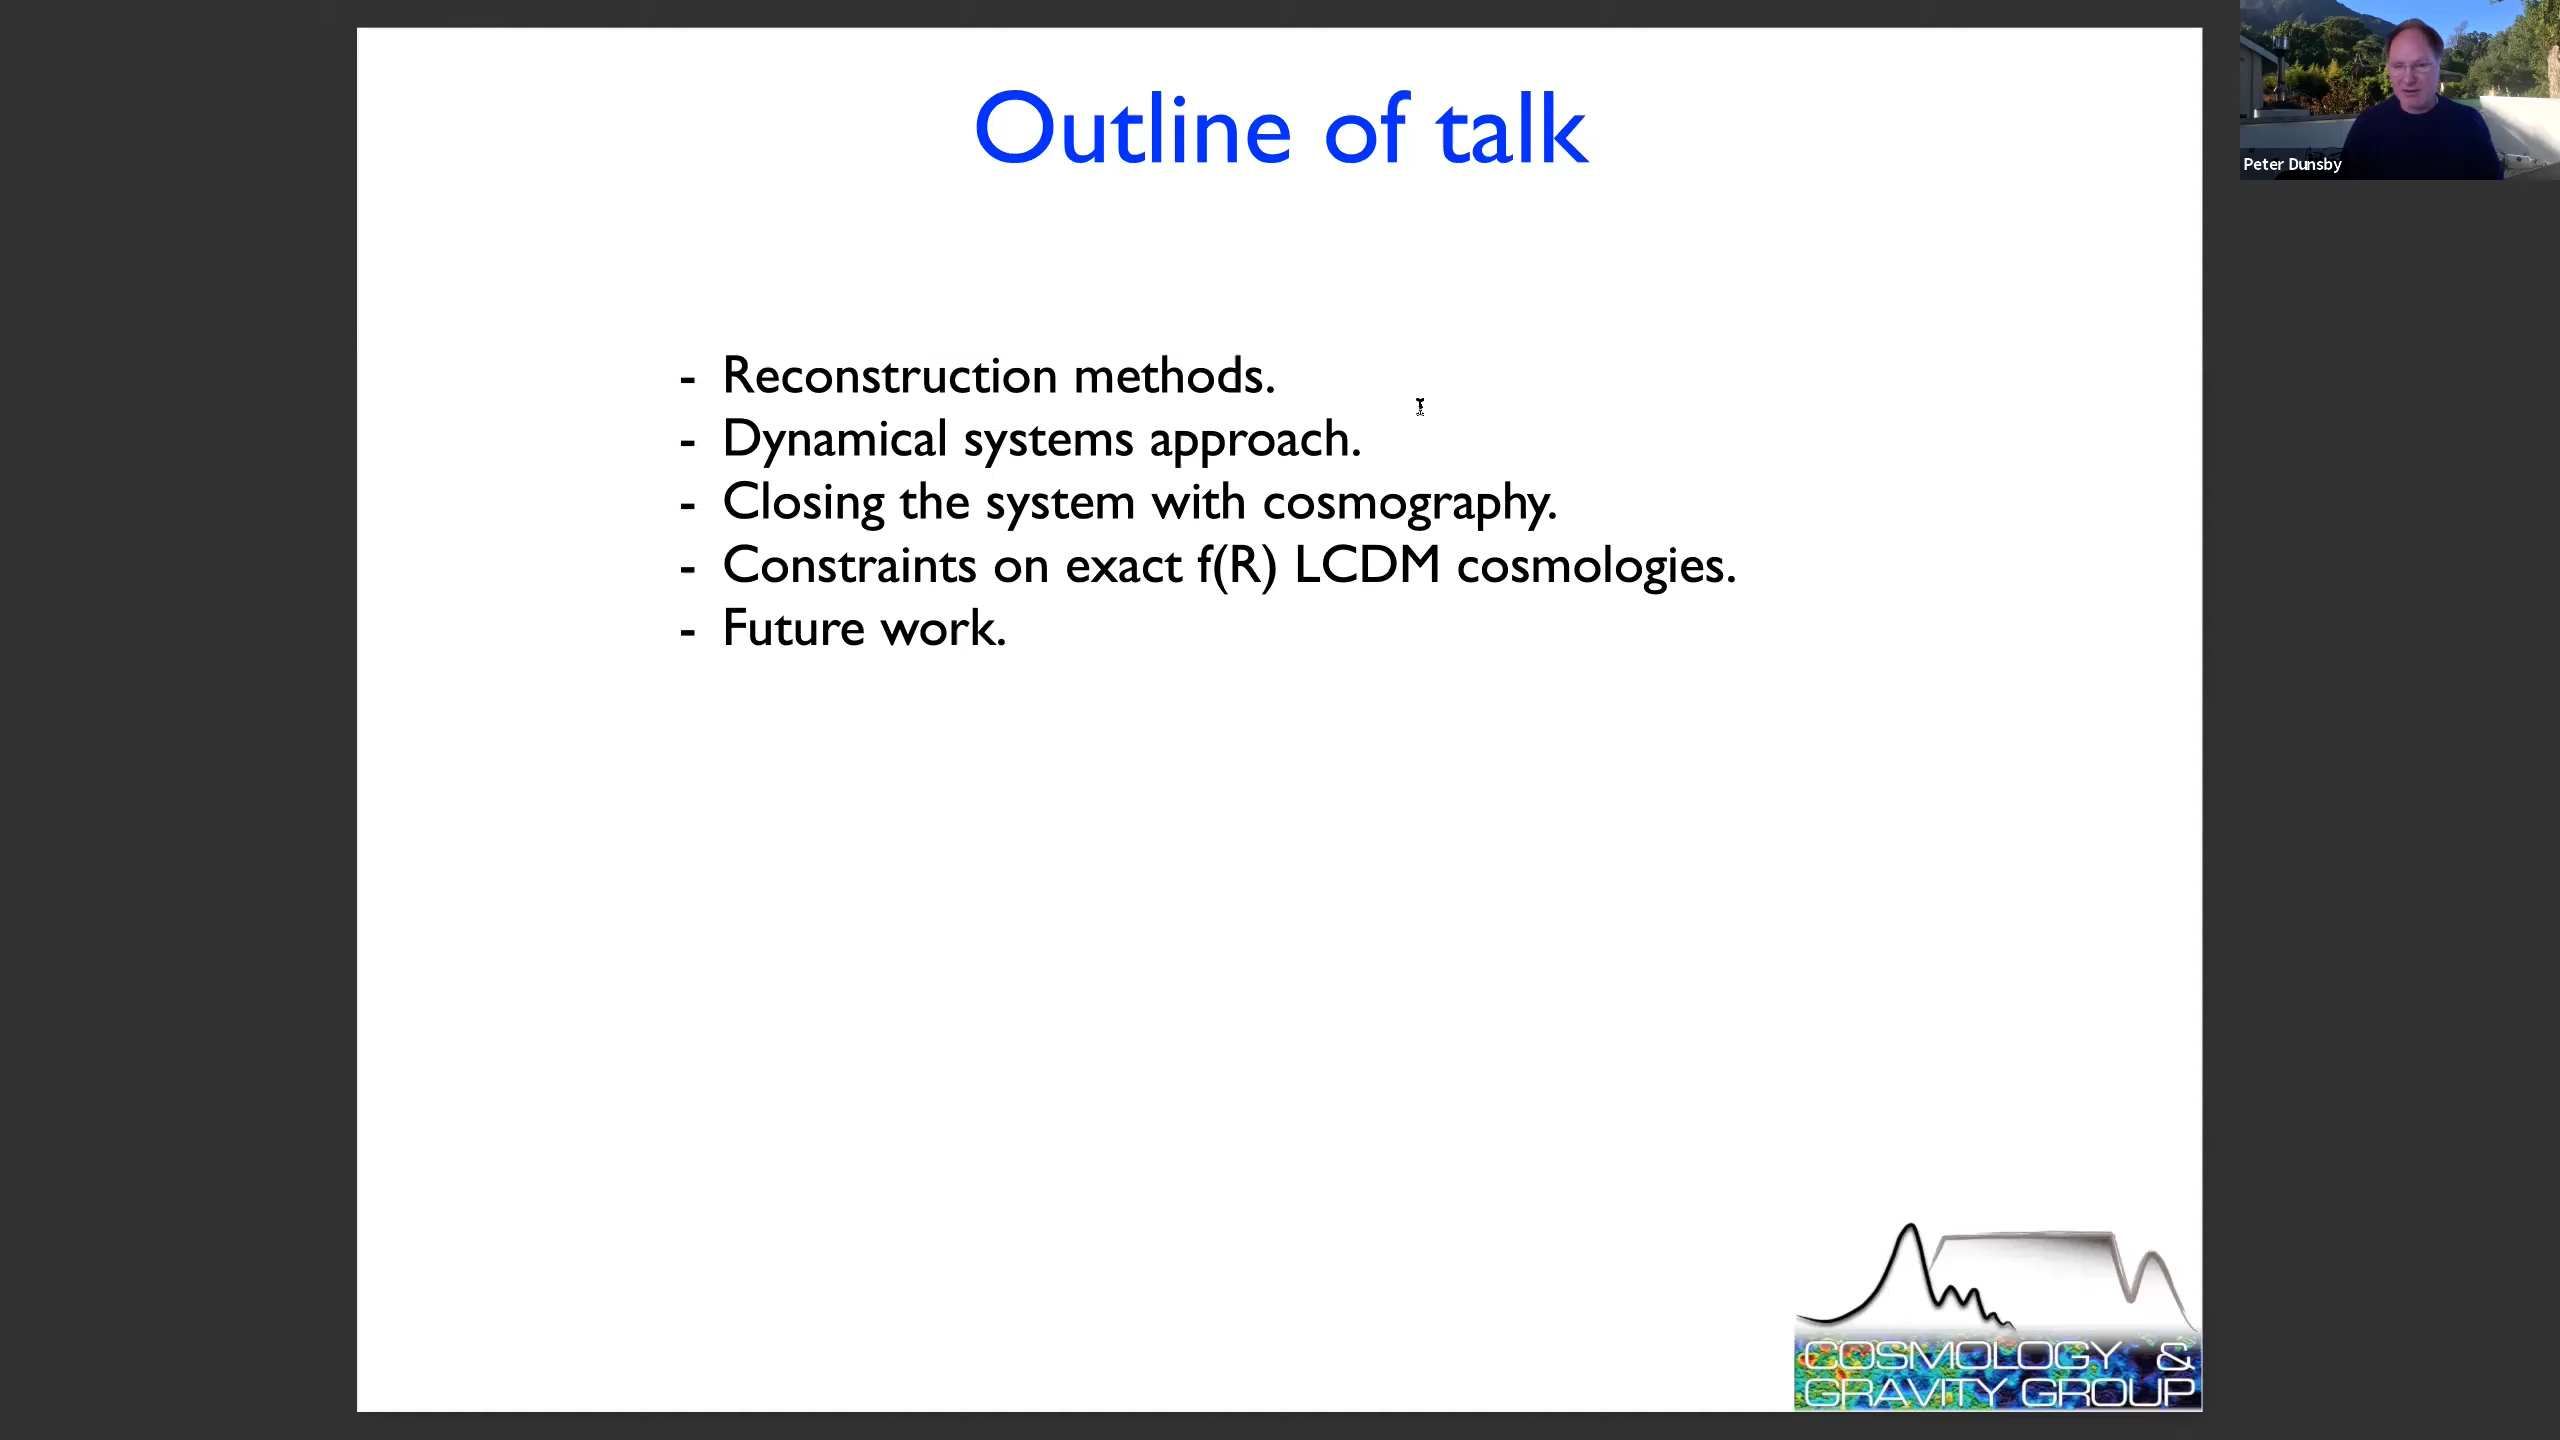 Outline of talk
Peter Dunsby
- Reconstruction methods.
- Dynamical systems approach.
- Closing the system with cosmography.
- Constraints on exact f(R) LCDM cosmologies.
- Future work.
COSMOLOGY &
GRAVITY GROUP